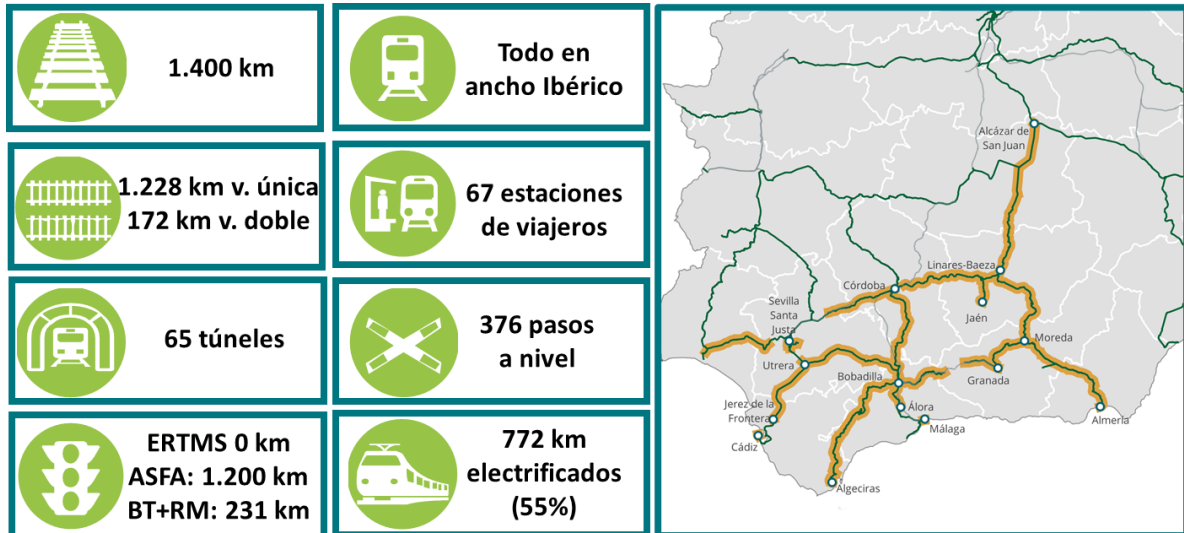 1.400 km
Todo en
ancho Ibérico
1.228 km v. única
172 km v. doble
67 estaciones
de viajeros
65 túneles
376 pasos
a nivel
ERTMS 0 km
ASFA: 1.200 km
BT+RM: 231 km
772 km
electrificados
(55%)
Alcázar de
San Juan
Linares-Baeza
Córdoba
Jaén
Sevilla
Santa
Justa
Moreda
Utrera
Bobadilla
Granada
Jerez de la
Frontera
Álora
Almería
Málaga
Cádiz
Algeciras